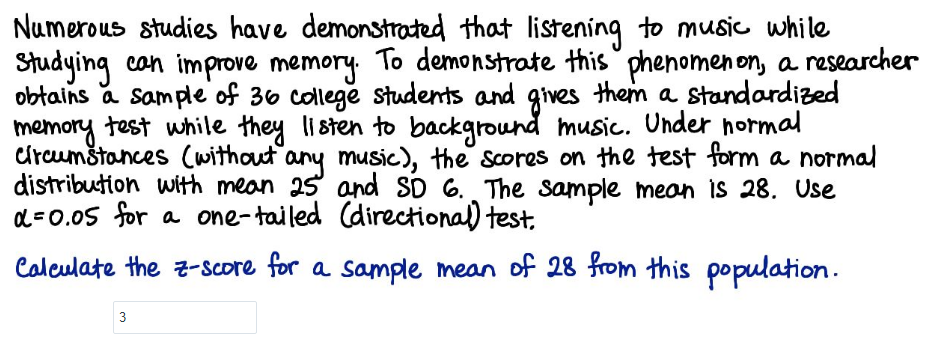 Numerous studies have demonstrated that listening to music while
studying can improve memory. To demonstrate this phenomenon, a researcher
obtains a sample of 36 college students and gives them a standardized
memory test while they listen to background music. Under normal
circumstances (without any music), the scores on the test form a normal
distribution with mean 25 and SD 6. The sample mean is 28. Use
α=0.05 for a one-tailed (directional) test.
Calculate the z-score for a sample mean of 28 from this population.
3